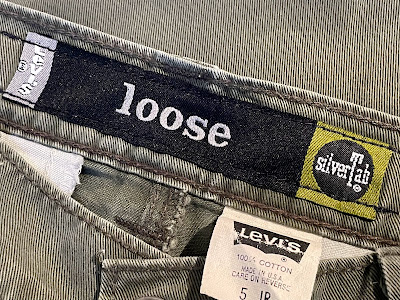 LEVI'S
®
loose
silverTab
®
LEVI'S
100% COTTON
MADE IN U.S.A.
CARE ON REVERSE
5 JR